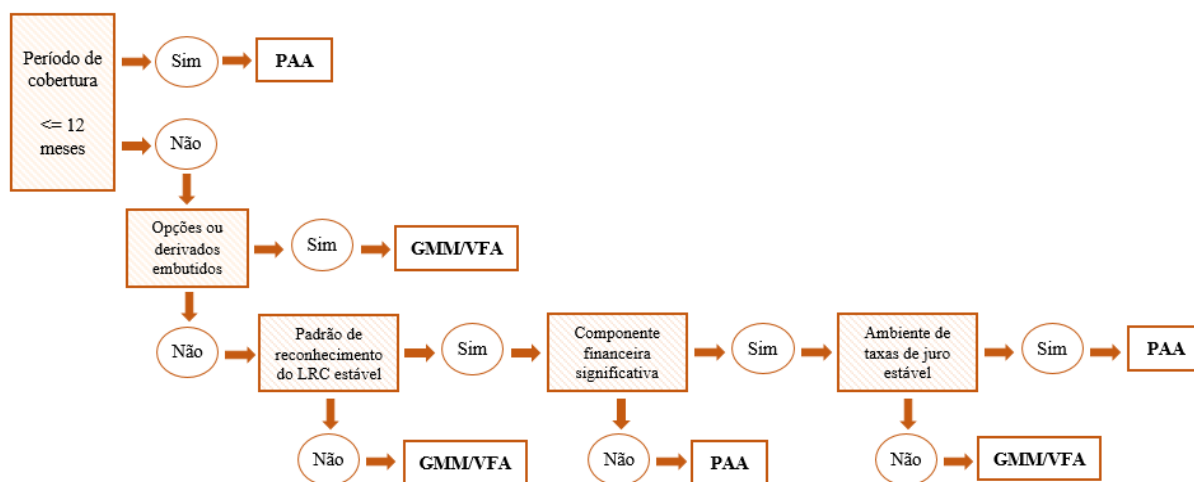 Período de
cobertura
<= 12
meses
Sim
PAA
Não
Opções ou
derivados
embutidos
Sim
GMM/VFA
Não
Padrão de
reconhecimento
do LRC estável
Sim
Componente
financeira
significativa
Sim
Ambiente de
taxas de juro
estável
Sim
PAA
Não
GMM/VFA
Não
PAA
Não
GMM/VFA